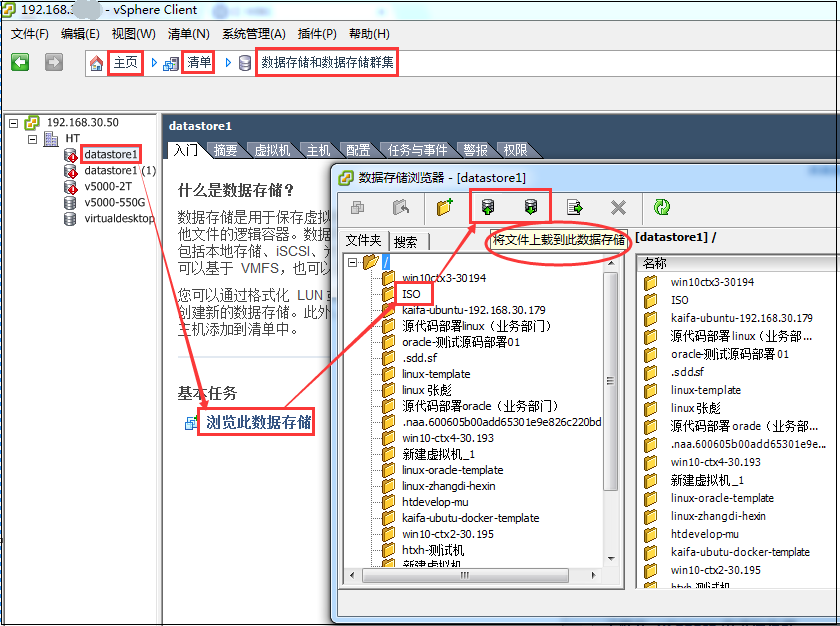 192.168.3 - vSphere Client
文件(F) 编辑(E) 视图(W) 清单(N) 系统管理(A) 插件(P) 帮助(H)
主页 清单 数据存储和数据存储群集
192.168.30.50
HT
datastore1
datastore1 (1)
v5000-2T
v5000-550G
virtualdesktop
datastore1
入门 摘要 虚拟机 主机 配置 任务与事件 警报 权限
什么是数据存储？
数据存储是用于保存虚拟
他文件的逻辑容器。数据
包括本地存储、iSCSI、
可以基于 VMFS，也可以
您可以通过格式化 LUN
创建新的数据存储。此外
主机添加到清单中。
基本任务
浏览此数据存储
数据存储浏览器 - [datastore1]
将文件上载到此数据存储
文件夹 搜索
/
win10ctx3-30194
ISO
kaifa-ubuntu-192.168.30.179
源代码部署linux（业务部门）
oracle-测试源码部署01
.sdd.sf
linux-template
linux 张彪
源代码部署oracle（业务部门）
.naa.600605b00add65301e9e826c220bd
win10-ctx4-30.193
新建虚拟机_1
linux-oracle-template
linux-zhangdi-hexin
htdevelop-mu
kaifa-ubutu-docker-template
win10-ctx2-30.195
htxh-测试机
新建虚拟机
[datastore1] /
名称
win10ctx3-30194
ISO
kaifa-ubuntu-192.168.30.179
源代码部署linux（业务部...
oracle-测试源码部署01
.sdd.sf
linux-template
linux 张彪
源代码部署oracle（业务部...
.naa.600605b00add65301e9e...
win10-ctx4-30.193
新建虚拟机_1
linux-oracle-template
linux-zhangdi-hexin
htdevelop-mu
kaifa-ubutu-docker-template
win10-ctx2-30.195
htxh-测试机